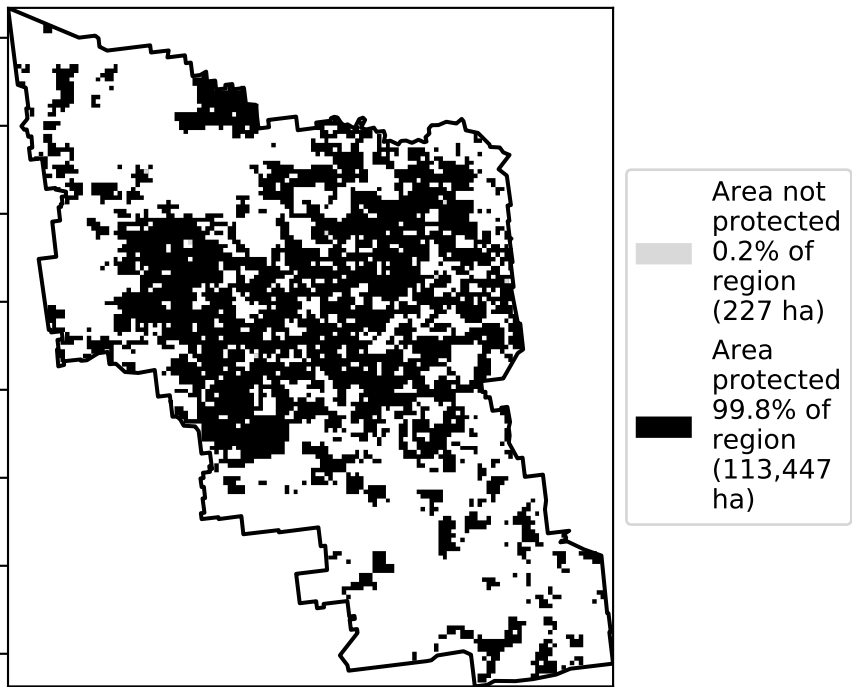 Area not
protected
0.2% of
region
(227 ha)
Area
protected
99.8% of
region
(113,447
ha)